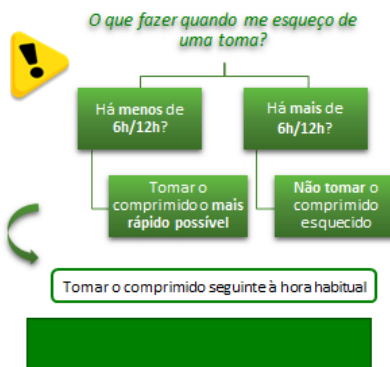 O que fazer quando me esqueço de
uma toma?
Há menos de
6h/12h?
Há mais de
6h/12h?
Tomar o
comprimido o mais
rápido possível
Não tomar o
comprimido
esquecido
Tomar o comprimido seguinte à hora habitual